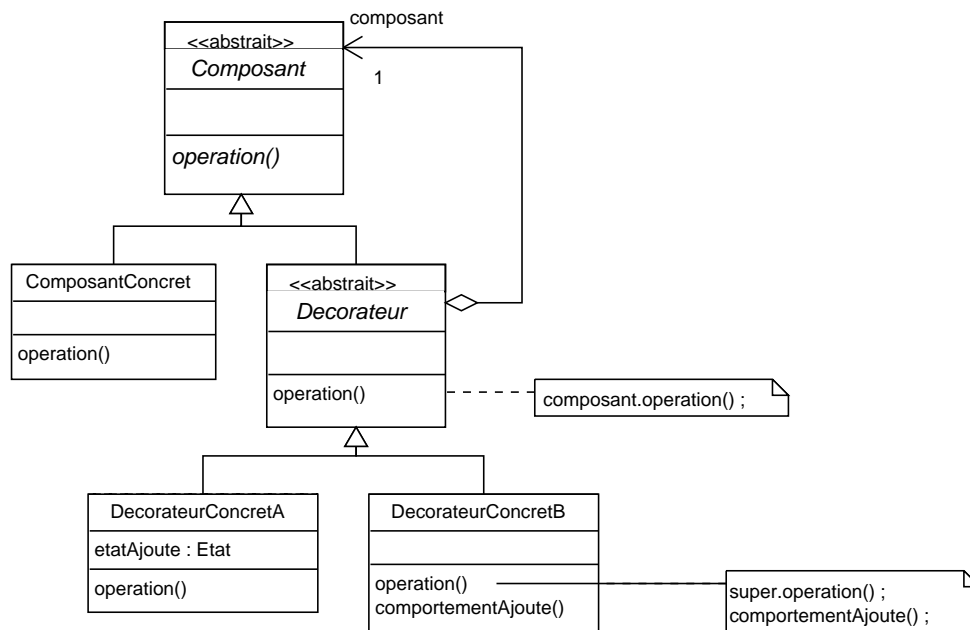 composant
<<abstrait>>
Composant
1
operation()
ComposantConcret
operation()
<<abstrait>>
Decorateur
operation()
composant.operation() ;
DecorateurConcretA
etatAjoute : Etat
operation()
DecorateurConcretB
operation()
comportementAjoute()
super.operation() ;
comportementAjoute() ;